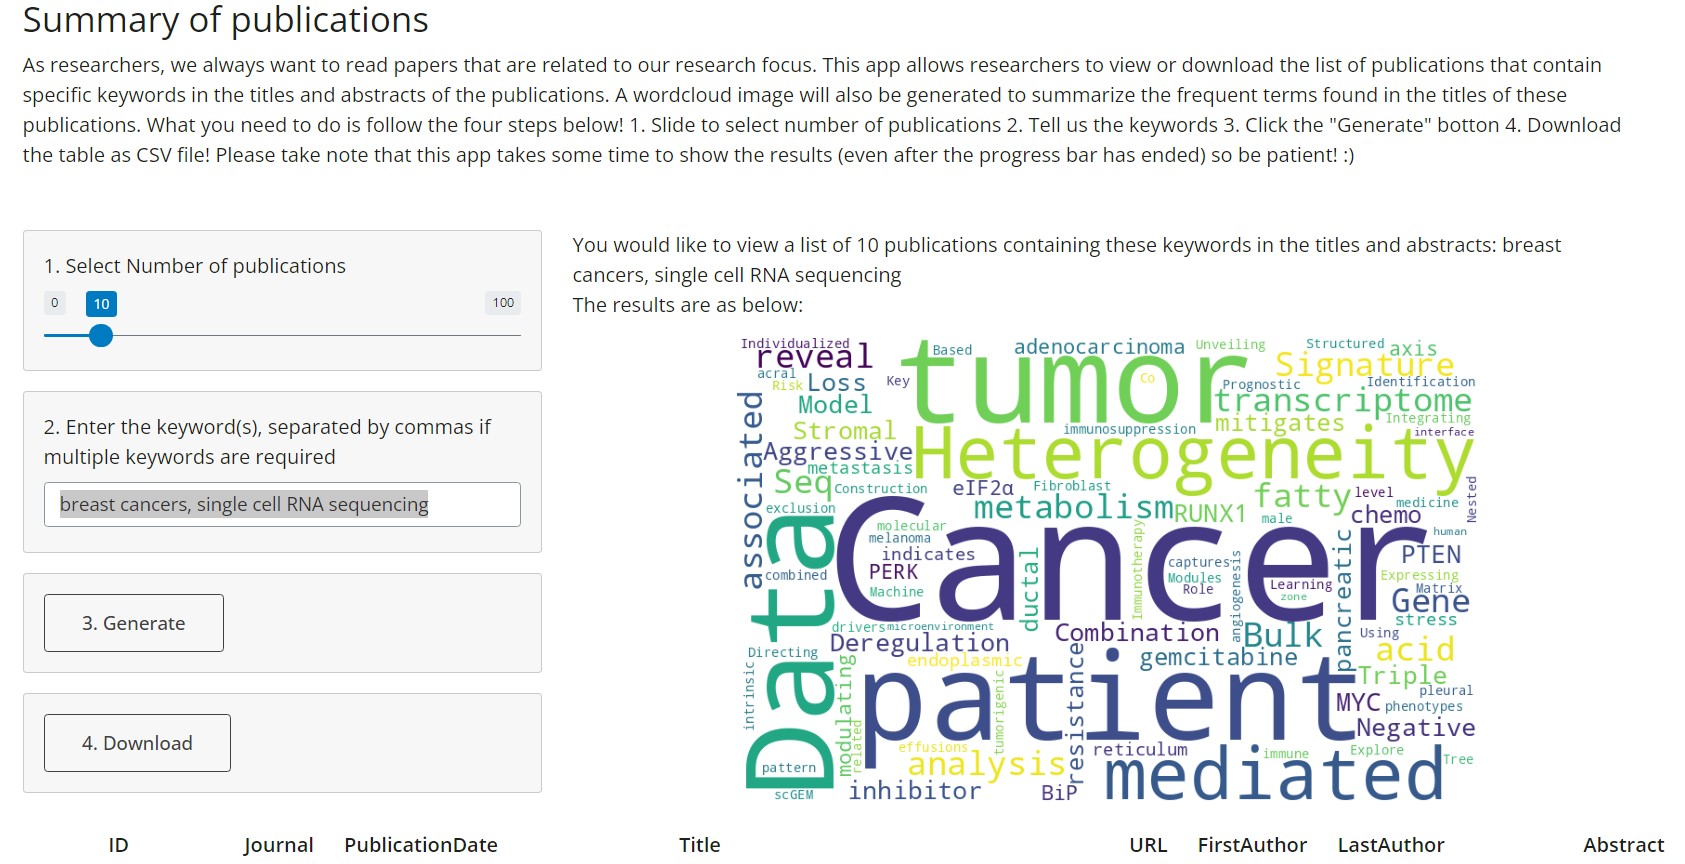 Summary of publications
As researchers, we always want to read papers that are related to our research focus. This app allows researchers to view or download the list of publications that contain
specific keywords in the titles and abstracts of the publications. A wordcloud image will also be generated to summarize the frequent terms found in the titles of these
publications. What you need to do is follow the four steps below! 1. Slide to select number of publications 2. Tell us the keywords 3. Click the "Generate" botton 4. Download
the table as CSV file! Please take note that this app takes some time to show the results (even after the progress bar has ended) so be patient! :)
1. Select Number of publications
0 10 100
2. Enter the keyword(s), separated by commas if
multiple keywords are required
breast cancers, single cell RNA sequencing
3. Generate
4. Download
You would like to view a list of 10 publications containing these keywords in the titles and abstracts: breast
cancers, single cell RNA sequencing
The results are as below:
Individualized
reveal
Based
tumor
adenocarcinoma
Unveiling
Structured
axis
Signature
acral
Risk
Loss
Key
Co
Prognostic
Identification
Model
transcriptome
Stromal
immunosuppression
mitigates
Integrating
interface
associated
Aggressive
Heterogeneity
metastasis
Seq
Construction
eIF2α
Fibroblast
fatty
level
medicine
Nested
exclusion
metabolism
RUNX1
male
chemo
human
molecular
melanoma
indicates
Cancer
Immunotherapy
captures
PTEN
combined
PERK
ductal
Modules
Role
angiogenesis
Learning
zone
pancreatic
Expressing
Matrix
Machine
Gene
stress
Data
drivers
microenvironment
Combination
Bulk
Using
Deregulation
acid
Directing
endoplasmic
gemcitabine
Triple
intrinsic
modulating
related
patient
tumorigenic
resistance
MYC
pleural
phenotypes
Negative
effusions
reticulum
immune
Explore
Tree
pattern
analysis
mediated
scGEM
inhibitor
BiP
ID Journal PublicationDate Title URL FirstAuthor LastAuthor Abstract